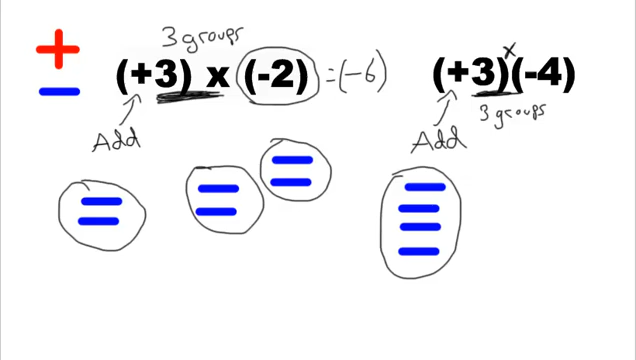 3 groups
(+3) x (-2) = (-6)
Add
x
(+3)(-4)
3 groups
Add